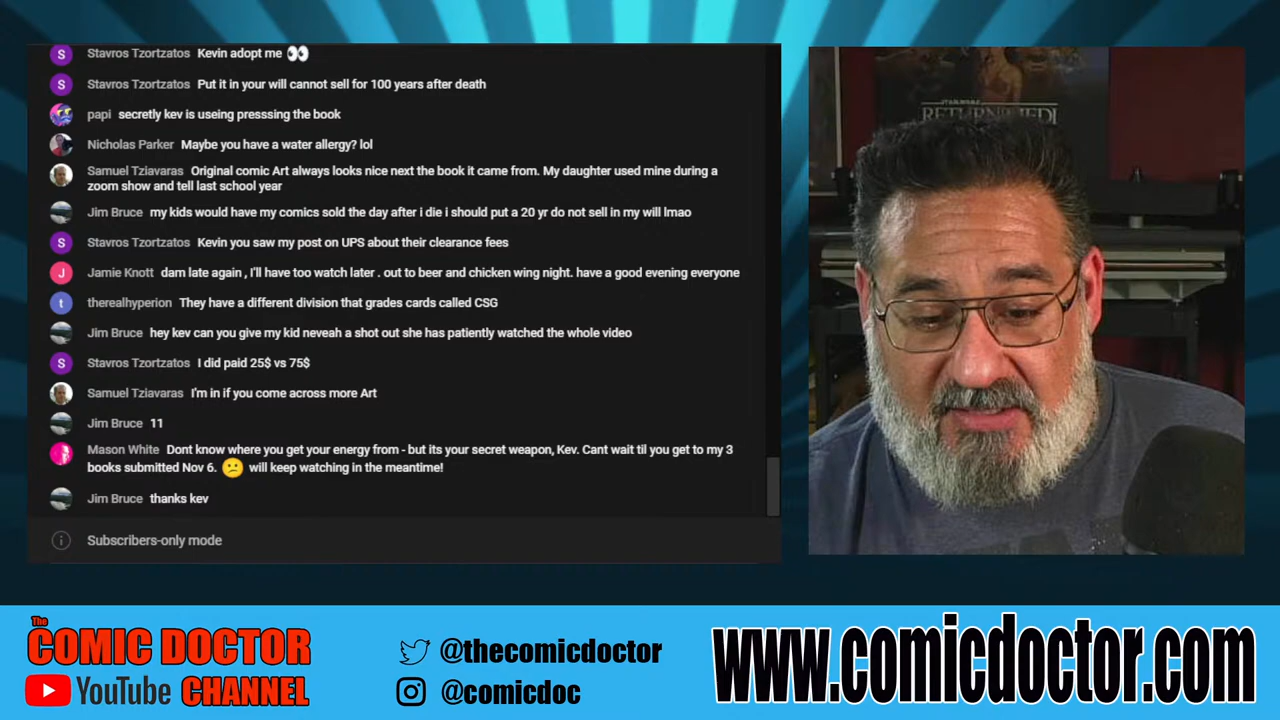 Stavros Tzortzatos Kevin adopt me 👀
S
Stavros Tzortzatos Put it in your will cannot sell for 100 years after death
S
papi secretly kev is useing presssing the book
Nicholas Parker Maybe you have a water allergy? lol
Samuel Tziavaras Original comic Art always looks nice next the book it came from. My daughter used mine during a
zoom show and tell last school year
Jim Bruce my kids would have my comics sold the day after i die i should put a 20 yr do not sell in my will lmao
S
Stavros Tzortzatos Kevin you saw my post on UPS about their clearance fees
J
Jamie Knott dam late again , I'll have too watch later . out to beer and chicken wing night. have a good evening everyone
t
therealhyperion They have a different division that grades cards called CSG
Jim Bruce hey kev can you give my kid neveah a shot out she has patiently watched the whole video
S
Stavros Tzortzatos I did paid 25$ vs 75$
Samuel Tziavaras I'm in if you come across more Art
Jim Bruce 11
Mason White Dont know where you get your energy from - but its your secret weapon, Kev. Cant wait til you get to my 3
books submitted Nov 6. 😕 will keep watching in the meantime!
Jim Bruce thanks kev
Subscribers-only mode
STAR WARS
RETURN OF THE JEDI
The
COMIC DOCTOR
YouTube CHANNEL
@thecomicdoctor
@comicdoc
www.comicdoctor.com